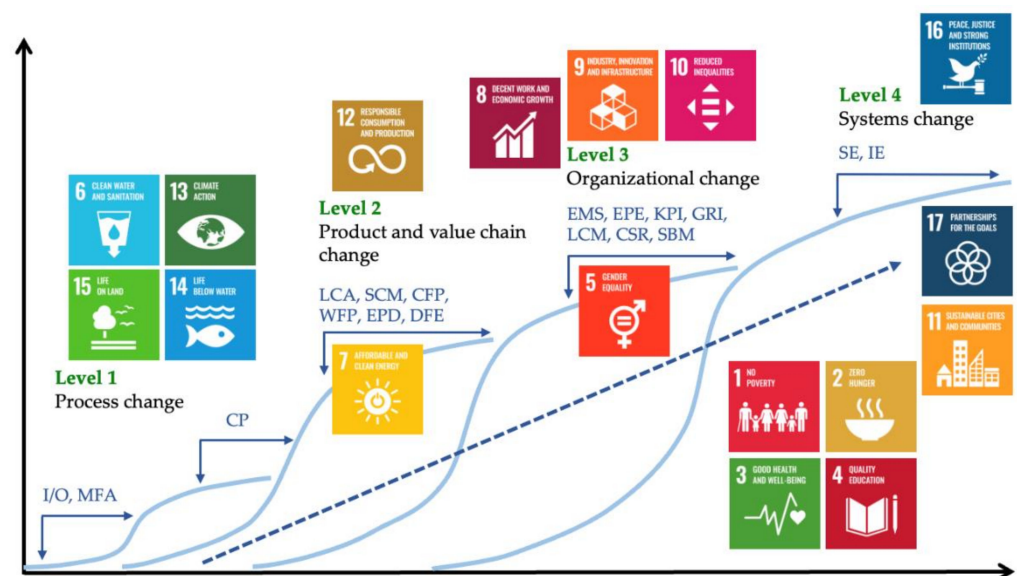 6 CLEAN WATER
AND SANITATION
13 CLIMATE
ACTION
15 LIFE
ON LAND
14 LIFE
BELOW WATER
Level 1
Process change
I/O, MFA
CP
12 RESPONSIBLE
CONSUMPTION
AND PRODUCTION
Level 2
Product and value chain
change
LCA, SCM, CFP,
WFP, EPD, DFE
7 AFFORDABLE AND
CLEAN ENERGY
8 DECENT WORK AND
ECONOMIC GROWTH
9 INDUSTRY, INNOVATION
AND INFRASTRUCTURE
10 REDUCED
INEQUALITIES
Level 3
Organizational change
EMS, EPE, KPI, GRI,
LCM, CSR, SBM
5 GENDER
EQUALITY
16 PEACE, JUSTICE
AND STRONG
INSTITUTIONS
Level 4
Systems change
SE, IE
17 PARTNERSHIPS
FOR THE GOALS
11 SUSTAINABLE CITIES
AND COMMUNITIES
1 NO
POVERTY
2 ZERO
HUNGER
3 GOOD HEALTH
AND WELL-BEING
4 QUALITY
EDUCATION